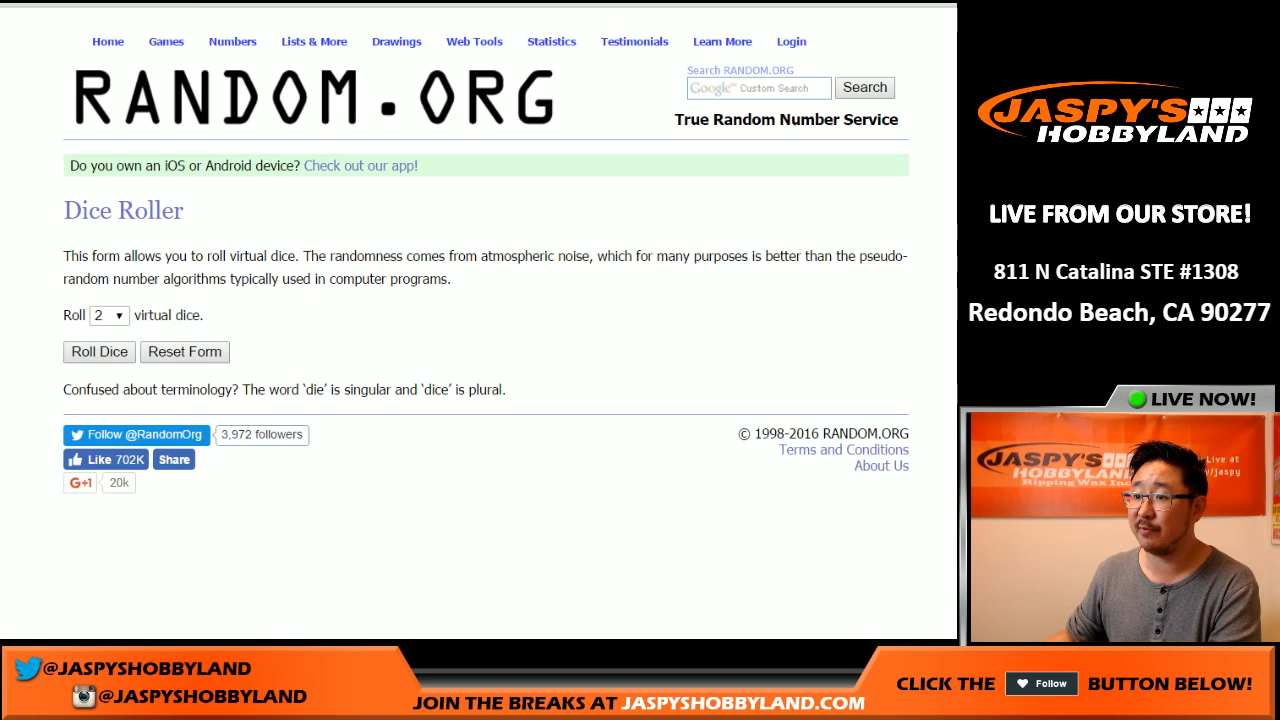 Home Games Numbers Lists & More Drawings Web Tools Statistics Testimonials Learn More Login
RANDOM.ORG
Search RANDOM.ORG
Google™ Custom Search Search
True Random Number Service
Do you own an iOS or Android device? Check out our app!
Dice Roller
This form allows you to roll virtual dice. The randomness comes from atmospheric noise, which for many purposes is better than the pseudo-
random number algorithms typically used in computer programs.
Roll 2 virtual dice.
Roll Dice Reset Form
Confused about terminology? The word ‘die’ is singular and ‘dice’ is plural.
Follow @RandomOrg 3,972 followers
Like 702K Share
G+1 20k
© 1998-2016 RANDOM.ORG
Terms and Conditions
About Us
JASPY'S
HOBBYLAND
LIVE FROM OUR STORE!
811 N Catalina STE #1308
Redondo Beach, CA 90277
LIVE NOW!
JASPY'S
HOBBYLAND
Ripping Wax Inc
Live at
/jaspy
@JASPYSHOBBYLAND
@JASPYSHOBBYLAND
JOIN THE BREAKS AT JASPYSHOBBYLAND.COM
CLICK THE Follow BUTTON BELOW!